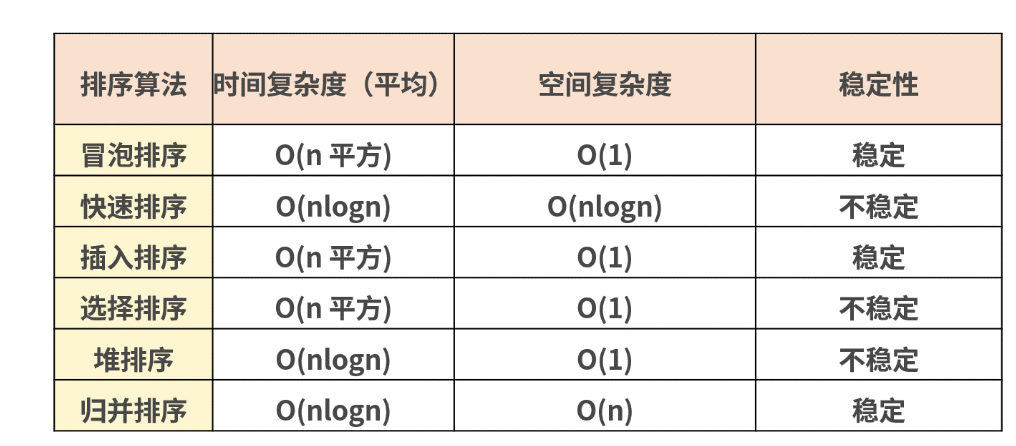 排序算法 时间复杂度（平均） 空间复杂度 稳定性
冒泡排序 O(n 平方) O(1) 稳定
快速排序 O(nlogn) O(nlogn) 不稳定
插入排序 O(n 平方) O(1) 稳定
选择排序 O(n 平方) O(1) 不稳定
堆排序 O(nlogn) O(1) 不稳定
归并排序 O(nlogn) O(n) 稳定